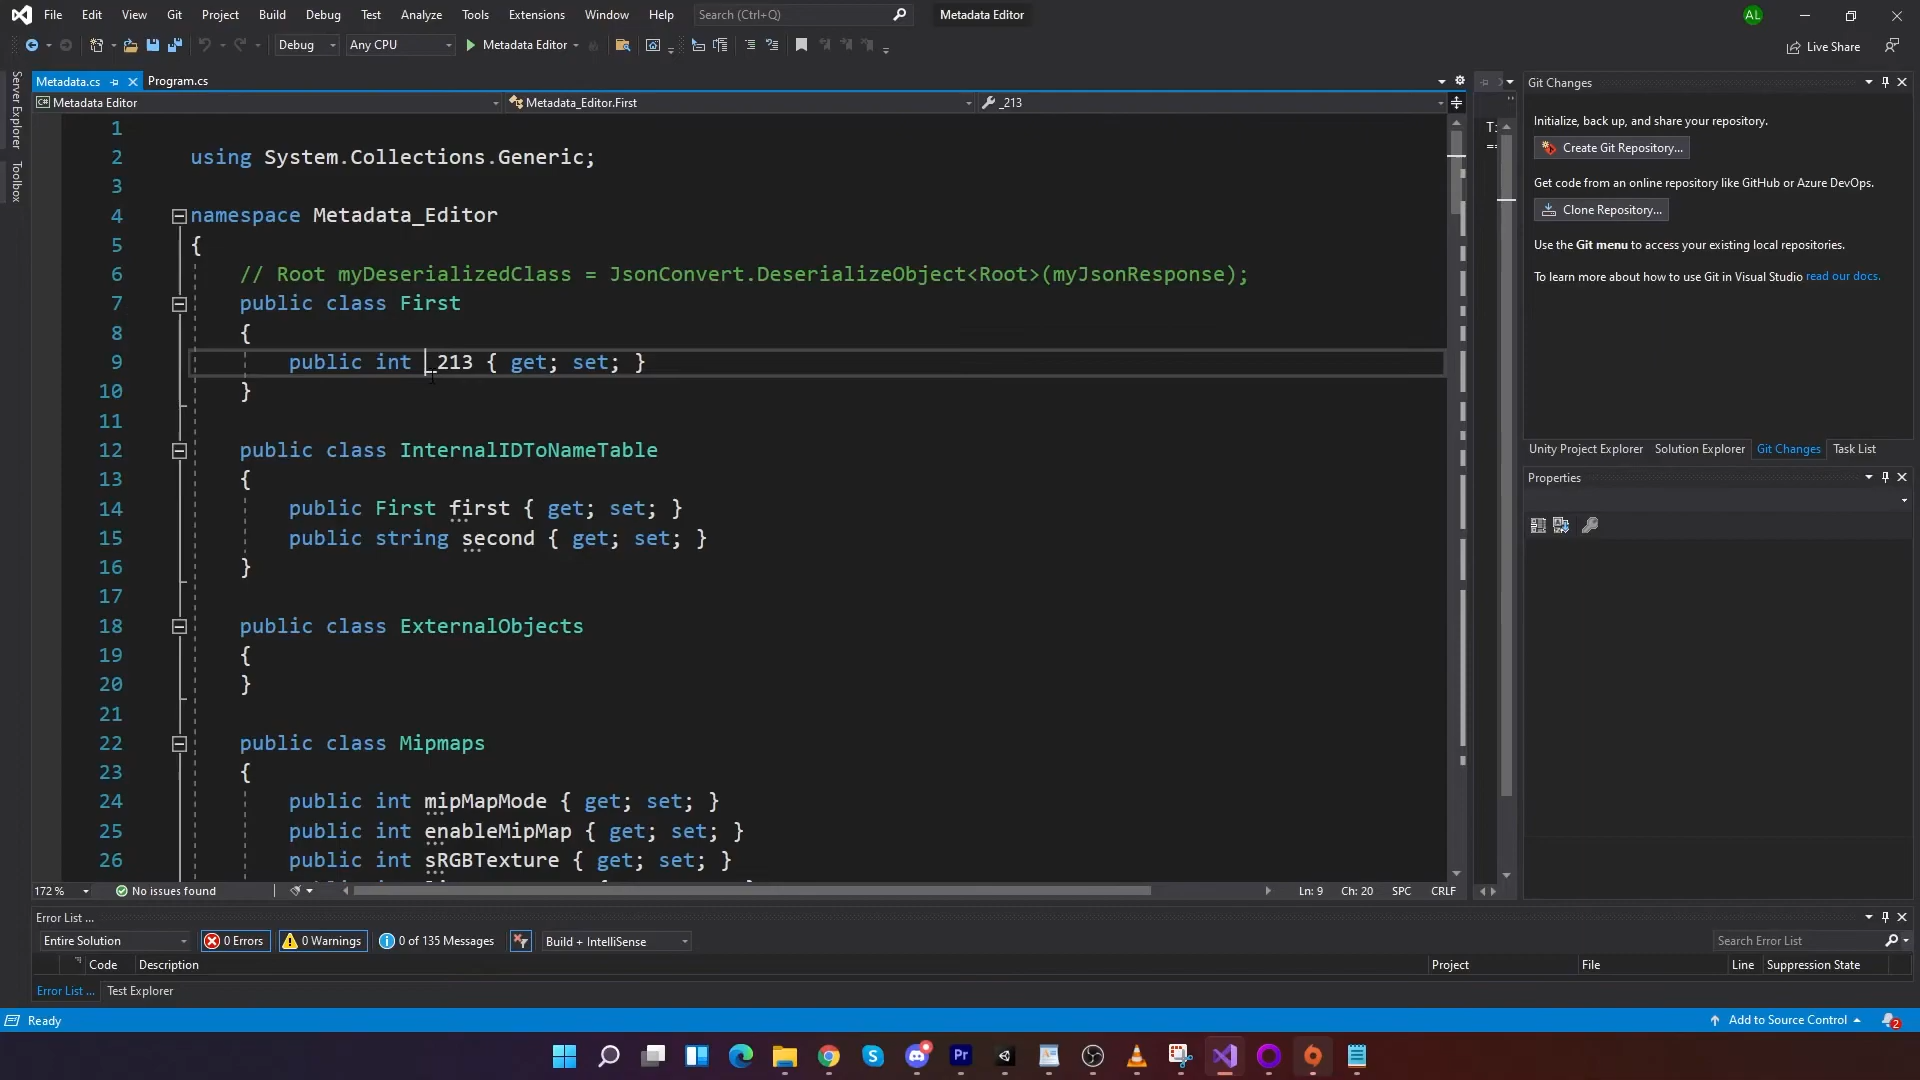 File Edit View Git Project Build Debug Test Analyze Tools Extensions Window Help Search (Ctrl+Q) Metadata Editor AL
Debug Any CPU Metadata Editor Live Share
Metadata.cs Program.cs
Metadata Editor Metadata_Editor.First _213
Server Explorer
Toolbox
1
2 using System.Collections.Generic;
3
4 namespace Metadata_Editor
5 {
6 // Root myDeserializedClass = JsonConvert.DeserializeObject<Root>(myJsonResponse);
7 public class First
8 {
9 public int _213 { get; set; }
10 }
11
12 public class InternalIDToNameTable
13 {
14 public First first { get; set; }
15 public string second { get; set; }
16 }
17
18 public class ExternalObjects
19 {
20 }
21
22 public class Mipmaps
23 {
24 public int mipMapMode { get; set; }
25 public int enableMipMap { get; set; }
26 public int sRGBTexture { get; set; }
172 % No issues found Ln: 9 Ch: 20 SPC CRLF
Git Changes
Initialize, back up, and share your repository.
Create Git Repository...
Get code from an online repository like GitHub or Azure DevOps.
Clone Repository...
Use the Git menu to access your existing local repositories.
To learn more about how to use Git in Visual Studio read our docs.
Unity Project Explorer Solution Explorer Git Changes Task List
Properties
Error List ...
Entire Solution 0 Errors 0 Warnings 0 of 135 Messages Build + IntelliSense Search Error List
Code Description Project File Line Suppression State
Error List ... Test Explorer
Ready Add to Source Control 2
Pr